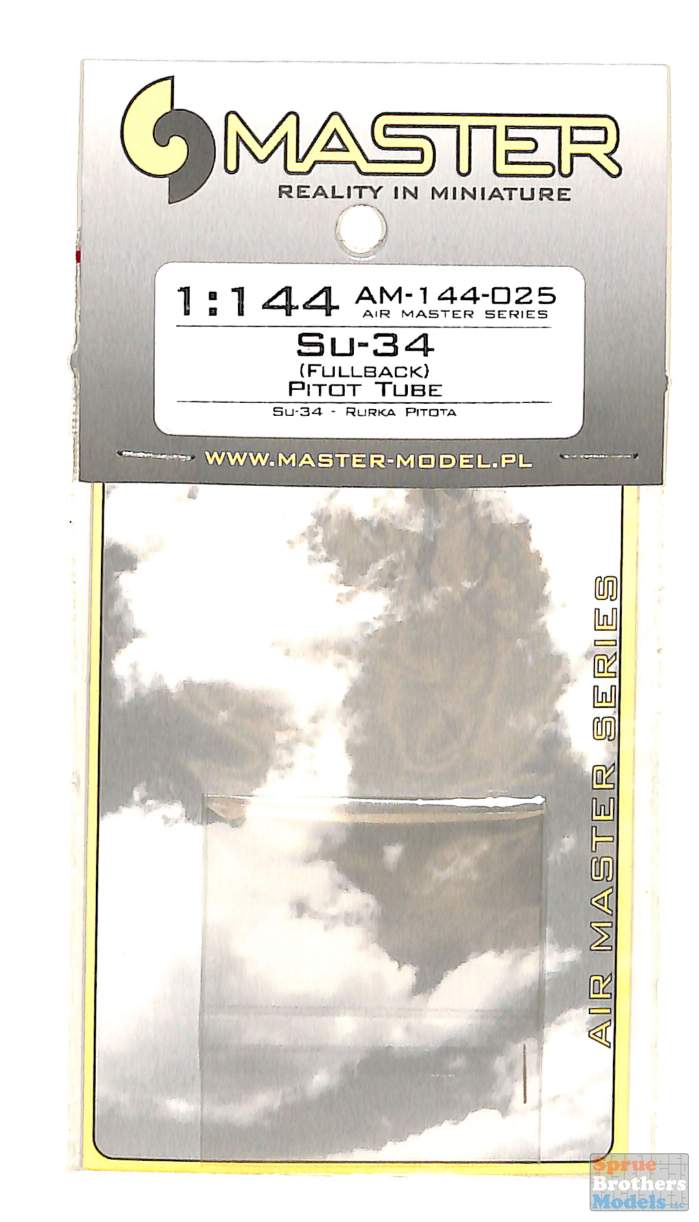 MASTER
REALITY IN MINIATURE
1:144 AM-144-025
AIR MASTER SERIES
Su-34
(FULLBACK)
PITOT TUBE
SU-34 - RURKA PITOTA
WWW.MASTER-MODEL.PL
AIR MASTER SERIES
Sprue
Brothers
Models LLC